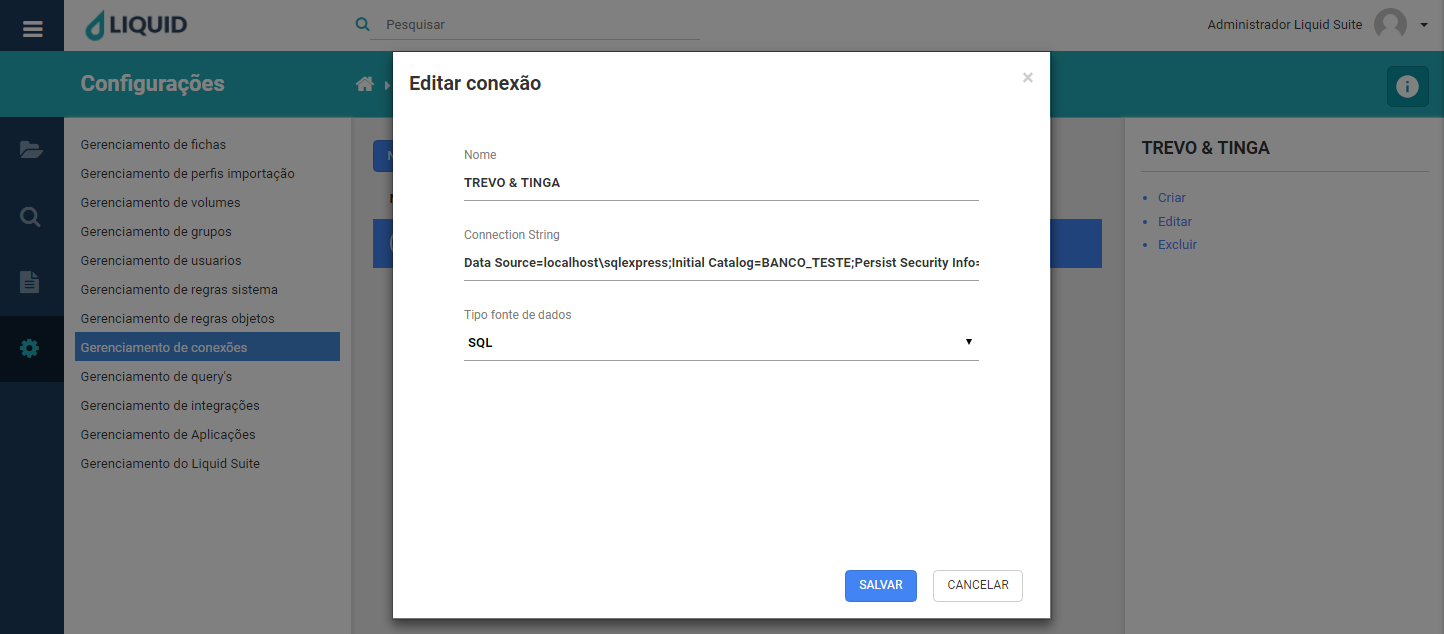 LIQUID
Pesquisar
Administrador Liquid Suite
Configurações
Gerenciamento de fichas
Gerenciamento de perfis importação
Gerenciamento de volumes
Gerenciamento de grupos
Gerenciamento de usuarios
Gerenciamento de regras sistema
Gerenciamento de regras objetos
Gerenciamento de conexões
Gerenciamento de query's
Gerenciamento de integrações
Gerenciamento de Aplicações
Gerenciamento do Liquid Suite
Editar conexão
×
Nome
TREVO & TINGA
Connection String
Data Source=localhost\sqlexpress;Initial Catalog=BANCO_TESTE;Persist Security Info=
Tipo fonte de dados
SQL
SALVAR
CANCELAR
TREVO & TINGA
Criar
Editar
Excluir